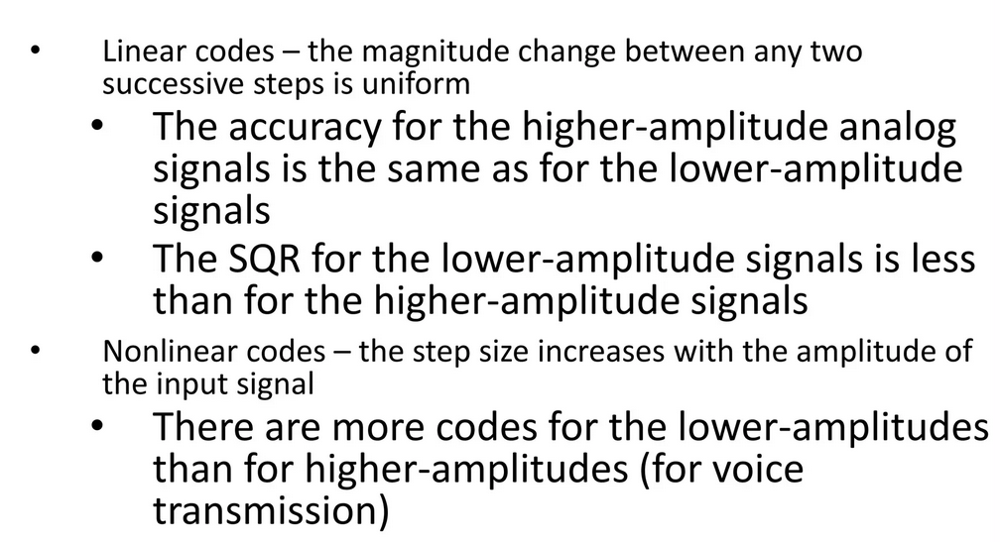 • Linear codes – the magnitude change between any two
successive steps is uniform
• The accuracy for the higher-amplitude analog
signals is the same as for the lower-amplitude
signals
• The SQR for the lower-amplitude signals is less
than for the higher-amplitude signals
• Nonlinear codes – the step size increases with the amplitude of
the input signal
• There are more codes for the lower-amplitudes
than for higher-amplitudes (for voice
transmission)